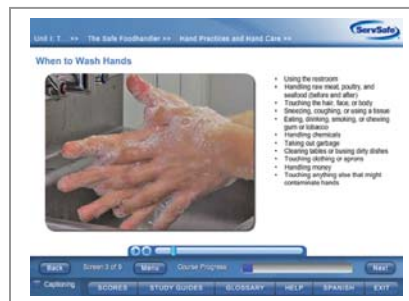 ServSafe
Unit I: T... >> The Safe Foodhandler >> Hand Practices and Hand Care >>
When to Wash Hands
• Using the restroom
• Handling raw meat, poultry, and
seafood (before and after)
• Touching the hair, face, or body
• Sneezing, coughing, or using a tissue
• Eating, drinking, smoking, or chewing
gum or tobacco
• Handling chemicals
• Taking out garbage
• Clearing tables or busing dirty dishes
• Touching clothing or aprons
• Handling money
• Touching anything else that might
contaminate hands
Back Screen 3 of 9 Menu Course Progress Next
Captioning SCORES STUDY GUIDES GLOSSARY HELP SPANISH EXIT